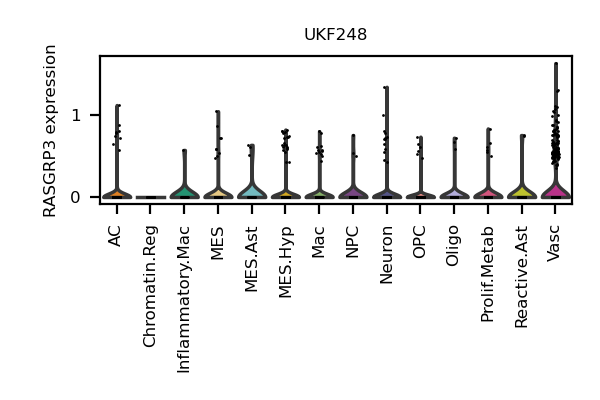 UKF248
RASGRP3 expression
1
0
AC
Chromatin.Reg
Inflammatory.Mac
MES
MES.Ast
MES.Hyp
Mac
NPC
Neuron
OPC
Oligo
Prolif.Metab
Reactive.Ast
Vasc